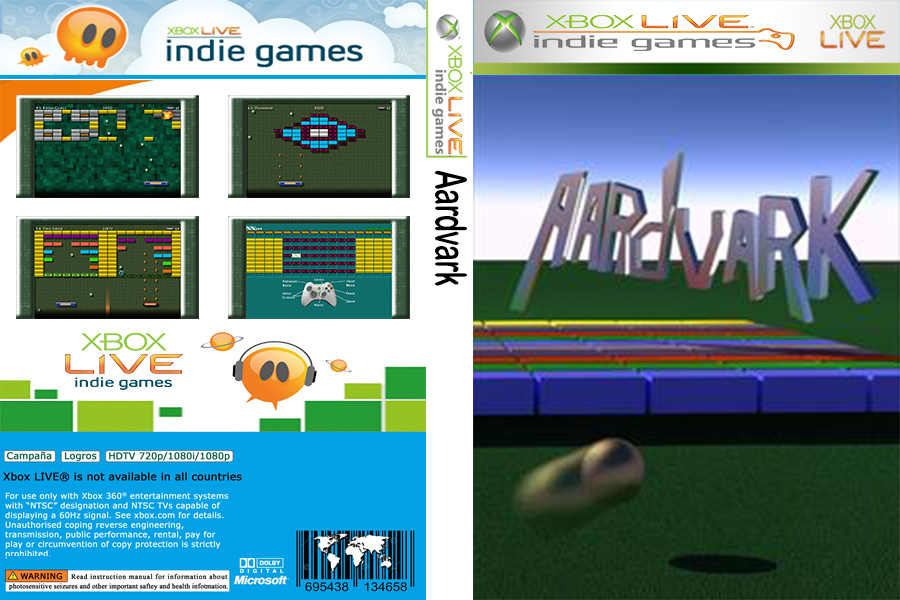 XBOX LIVE
indie games
XBOX LIVE
indie games
Campaña Logros HDTV 720p/1080i/1080p
Xbox LIVE® is not available in all countries
For use only with Xbox 360® entertainment systems
with “NTSC” designation and NTSC TVs capable of
displaying a 60Hz signal. See xbox.com for details.
Unauthorised coping reverse engineering,
transmission, public performance, rental, pay for
play or circumvention of copy protection is strictly
prohibited.
WARNING Read instruction manual for information about
photosensitive seizures and other important saftey and health infotmation.
DOLBY
DIGITAL
Microsoft
695438 134658
XBOX LIVE
indie games
Aardvark
XBOX LIVE
indie games
XBOX
LIVE
AARdVARK